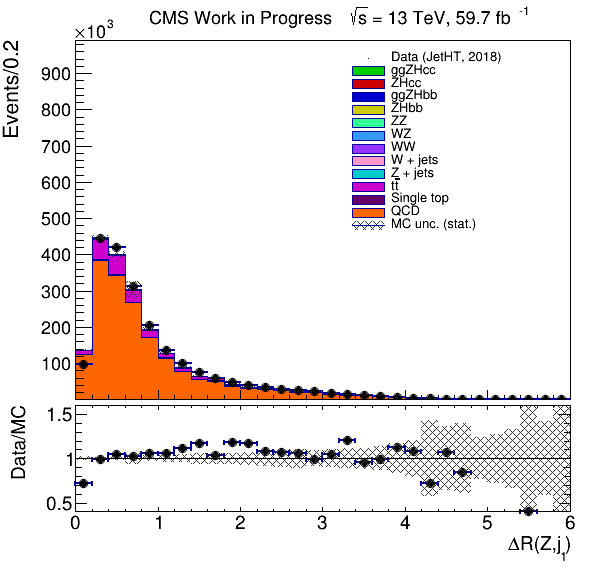 CMS Work in Progress √s = 13 TeV, 59.7 fb⁻¹
×10³
Events/0.2
900
800
700
600
500
400
300
200
100
Data (JetHT, 2018)
ggZHcc
ZHcc
ggZHbb
ZHbb
ZZ
WZ
WW
W + jets
Z + jets
tt̄
Single top
QCD
MC unc. (stat.)
Data/MC
1.5
1
0.5
0 1 2 3 4 5 6
ΔR(Z,j₁)